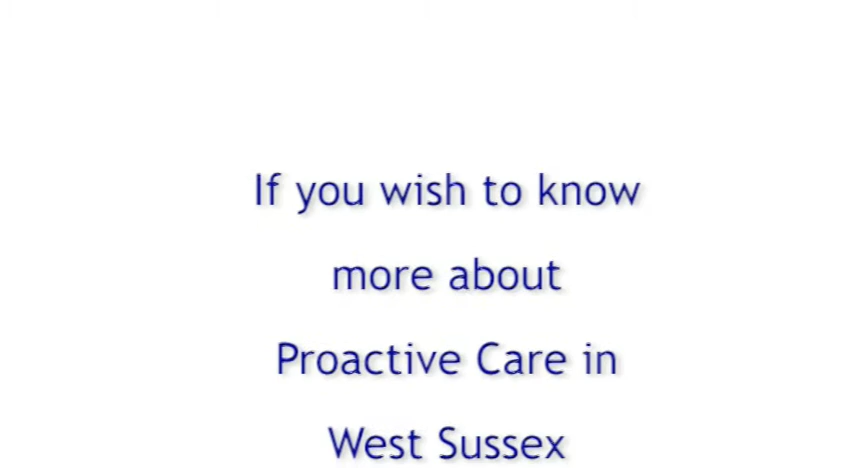 If you wish to know
more about
Proactive Care in
West Sussex